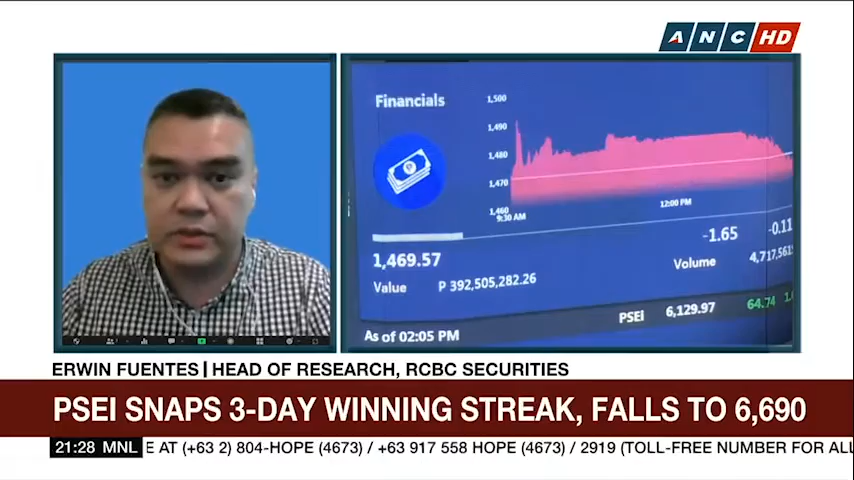 ANC HD
Financials
1,500
1,490
1,480
1,470
1,460
9:30 AM
12:00 PM
1,469.57
-1.65
-0.11
Value
P 392,505,282.26
Volume
PSEI
6,129.97
64.74
As of 02:05 PM
ERWIN FUENTES | HEAD OF RESEARCH, RCBC SECURITIES
PSEI SNAPS 3-DAY WINNING STREAK, FALLS TO 6,690
21:28 MNL
E AT (+63 2) 804-HOPE (4673) / +63 917 558 HOPE (4673) / 2919 (TOLL-FREE NUMBER FOR ALL